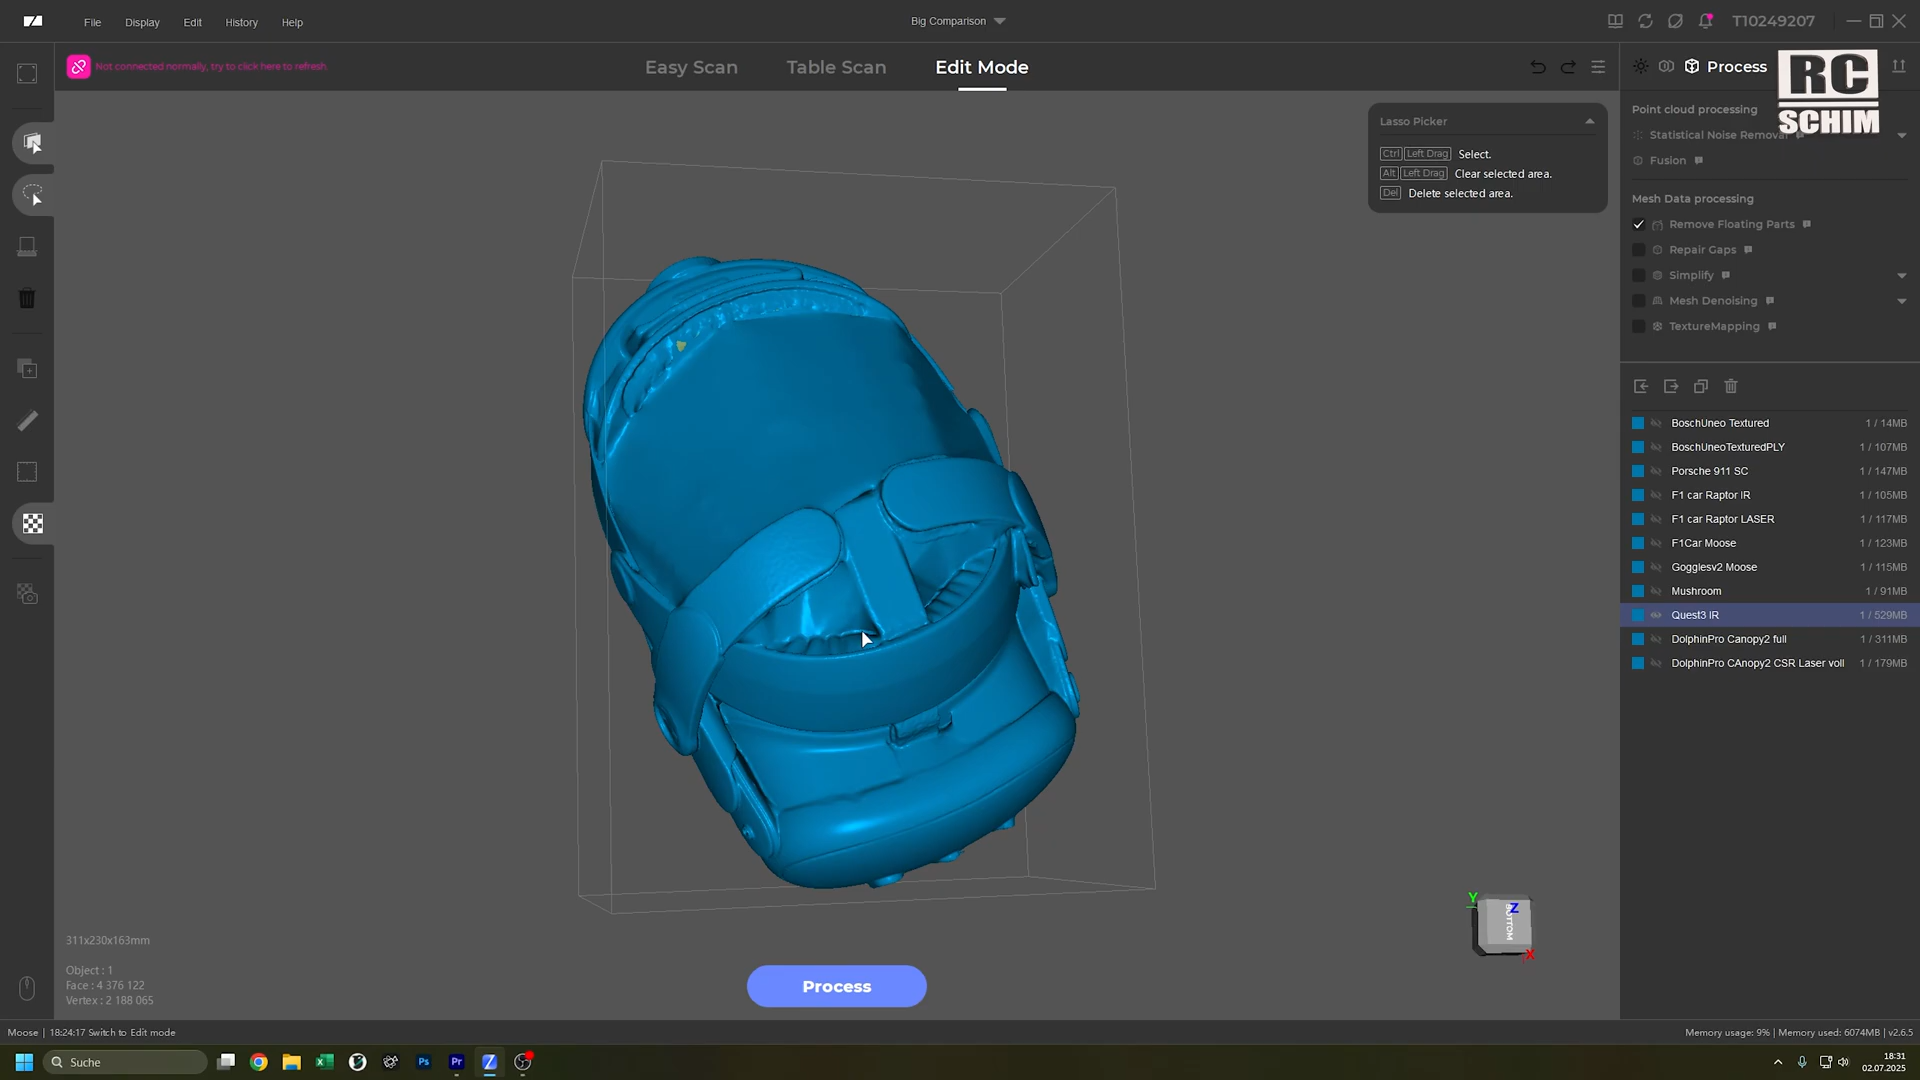 File Display Edit History Help
Big Comparison
T10249207
Not connected normally, try to click here to refresh.
Easy Scan Table Scan Edit Mode
Process
RC
SCHIM
Lasso Picker
Ctrl Left Drag Select.
Alt Left Drag Clear selected area.
Del Delete selected area.
Point cloud processing
Statistical Noise Removal
Fusion
Mesh Data processing
Remove Floating Parts
Repair Gaps
Simplify
Mesh Denoising
TextureMapping
BoschUneo Textured 1 / 14MB
BoschUneoTexturedPLY 1 / 107MB
Porsche 911 SC 1 / 147MB
F1 car Raptor IR 1 / 105MB
F1 car Raptor LASER 1 / 117MB
F1Car Moose 1 / 123MB
Gogglesv2 Moose 1 / 115MB
Mushroom 1 / 91MB
Quest3 IR 1 / 529MB
DolphinPro Canopy2 full 1 / 311MB
DolphinPro CAnopy2 CSR Laser voll 1 / 179MB
Y
Z
BOTTOM
X
311x230x163mm
Object : 1
Face : 4 376 122
Vertex : 2 188 065
Process
Moose | 18:24:17 Switch to Edit mode
Memory usage: 9% | Memory used: 6074MB | v2.6.5
Suche
Ps
Pr
18:31
02.07.2025